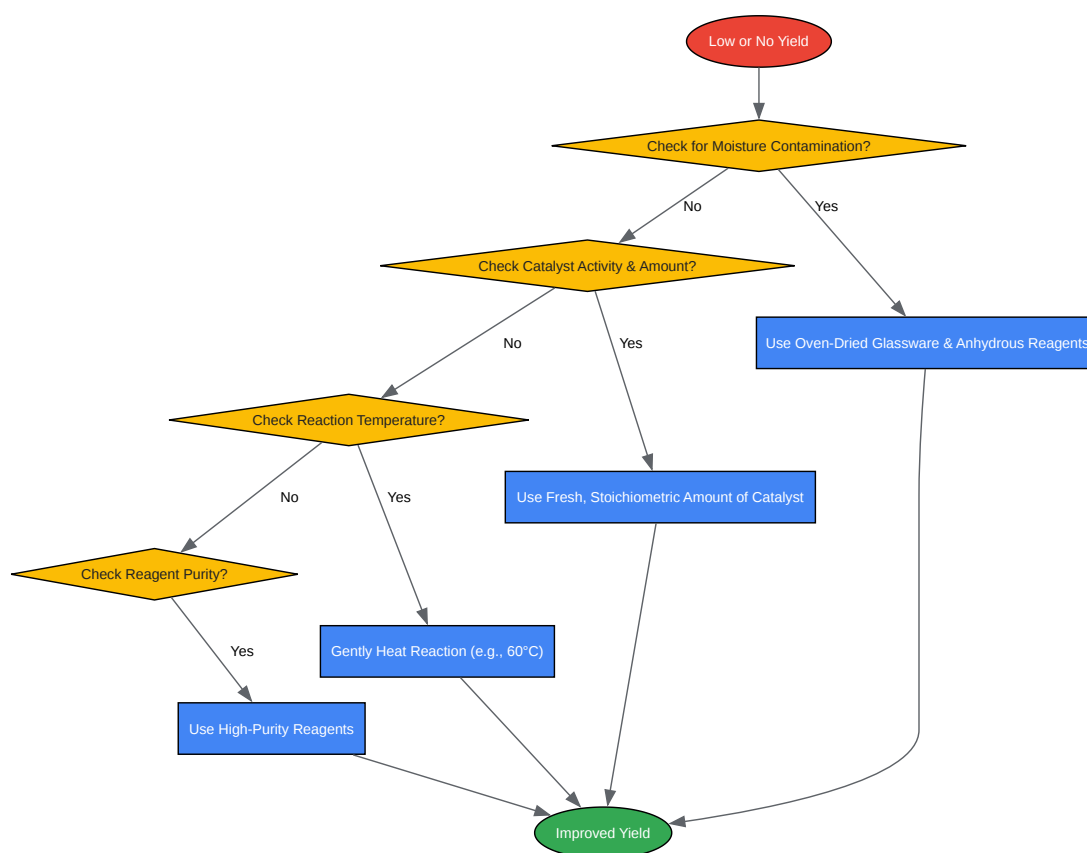 Low or No Yield
Check for Moisture Contamination?
No
Yes
Check Catalyst Activity & Amount?
No
Yes
Use Oven-Dried Glassware & Anhydrous Reagents
Check Reaction Temperature?
No
Yes
Use Fresh, Stoichiometric Amount of Catalyst
Check Reagent Purity?
Yes
Gently Heat Reaction (e.g., 60°C)
Use High-Purity Reagents
Improved Yield